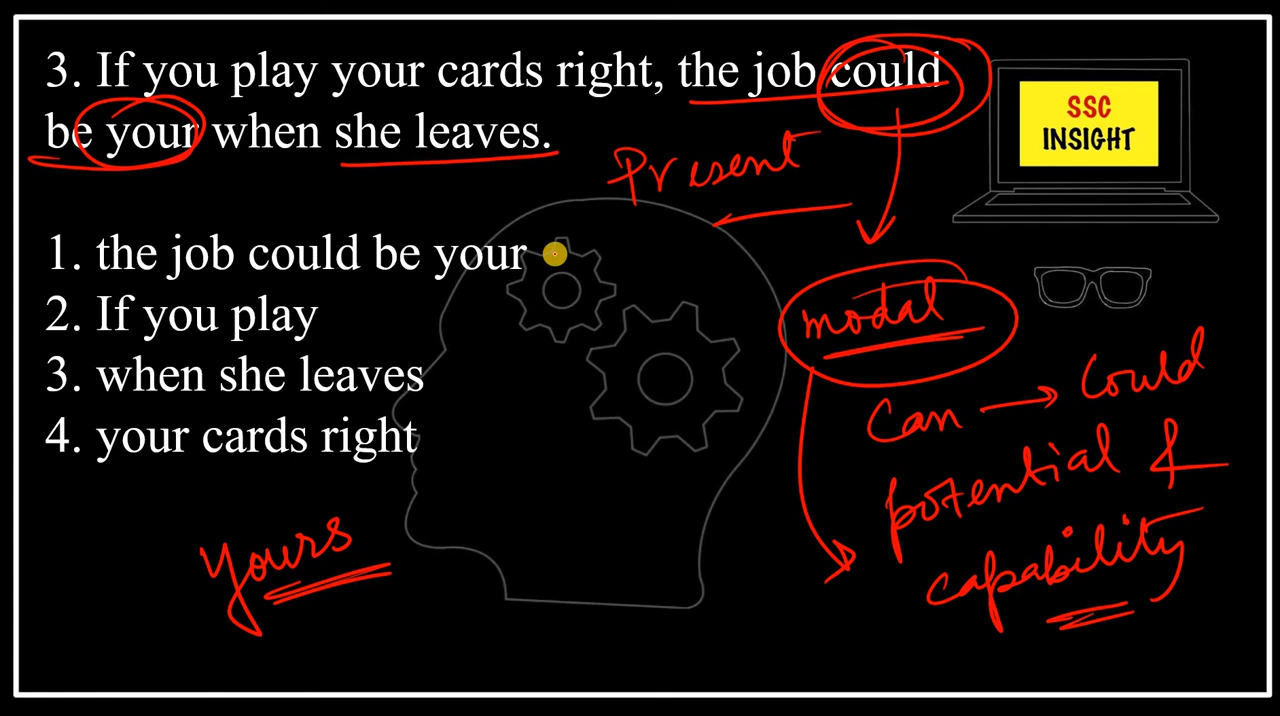 3. If you play your cards right, the job could
be your when she leaves.
SSC
INSIGHT
Present
1. the job could be your
2. If you play
3. when she leaves
4. your cards right
modal
Can → Could
potential &
capability
yours